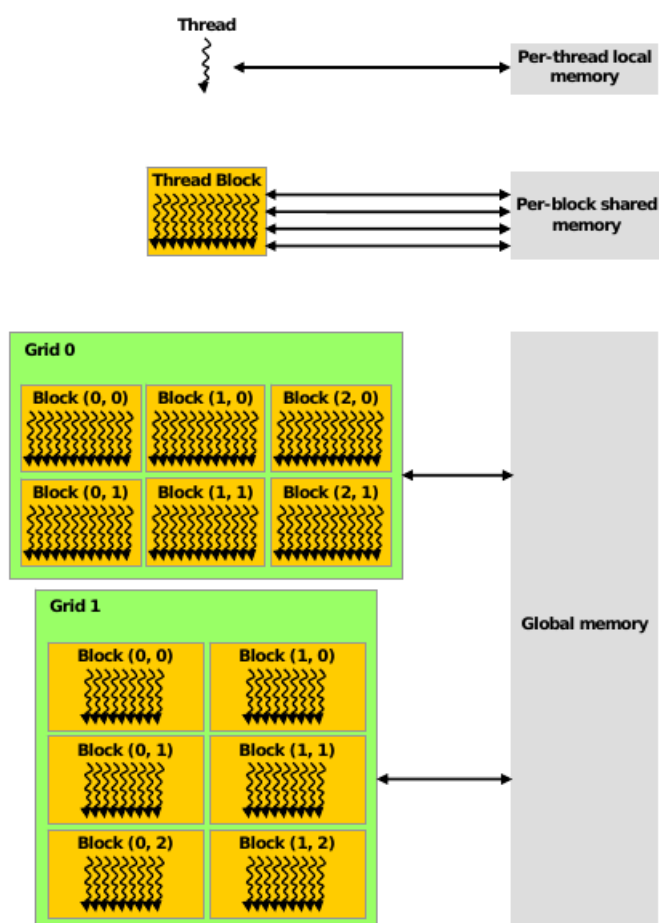 Thread
Per-thread local
memory
Thread Block
Per-block shared
memory
Grid 0
Block (0, 0) Block (1, 0) Block (2, 0)
Block (0, 1) Block (1, 1) Block (2, 1)
Grid 1
Global memory
Block (0, 0) Block (1, 0)
Block (0, 1) Block (1, 1)
Block (0, 2) Block (1, 2)